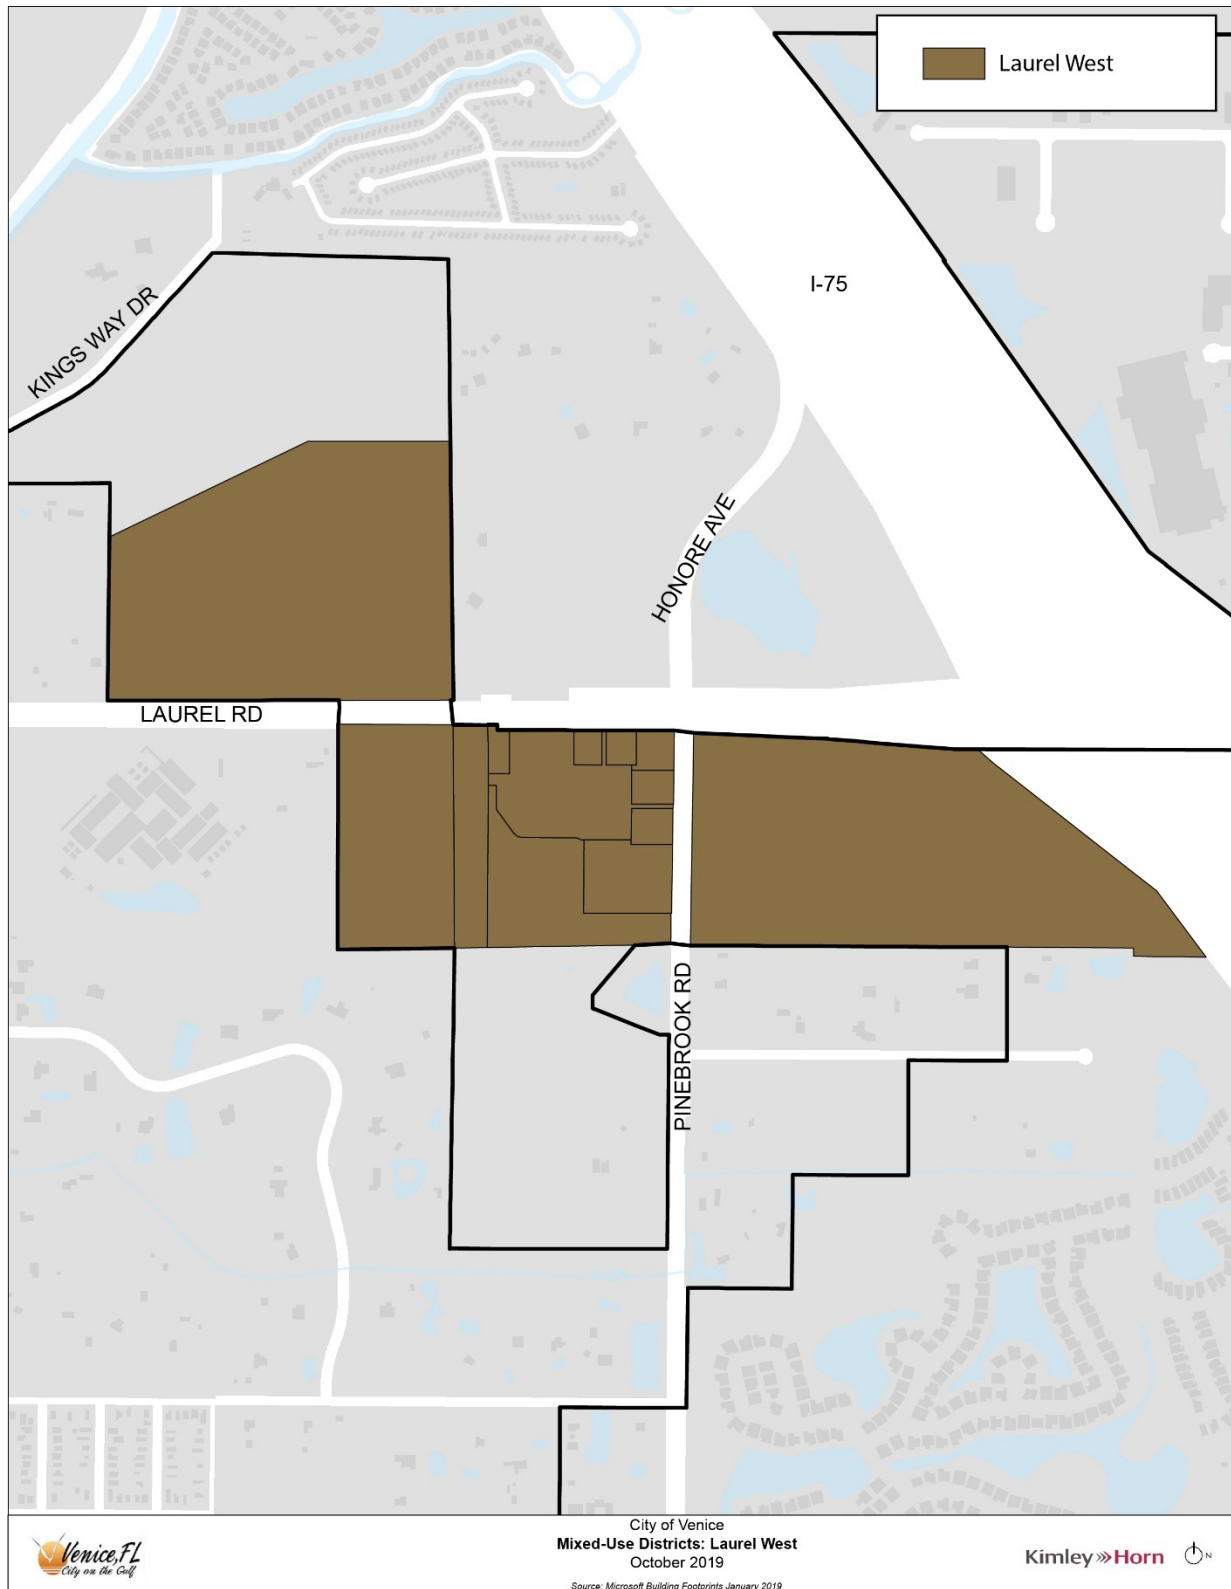 Laurel West
I-75
KINGS WAY DR
HONORE AVE
LAUREL RD
PINEBROOK RD
City of Venice
Mixed-Use Districts: Laurel West
October 2019
Source: Microsoft Building Footprints January 2019
Venice, FL
City on the Gulf
Kimley»Horn
N